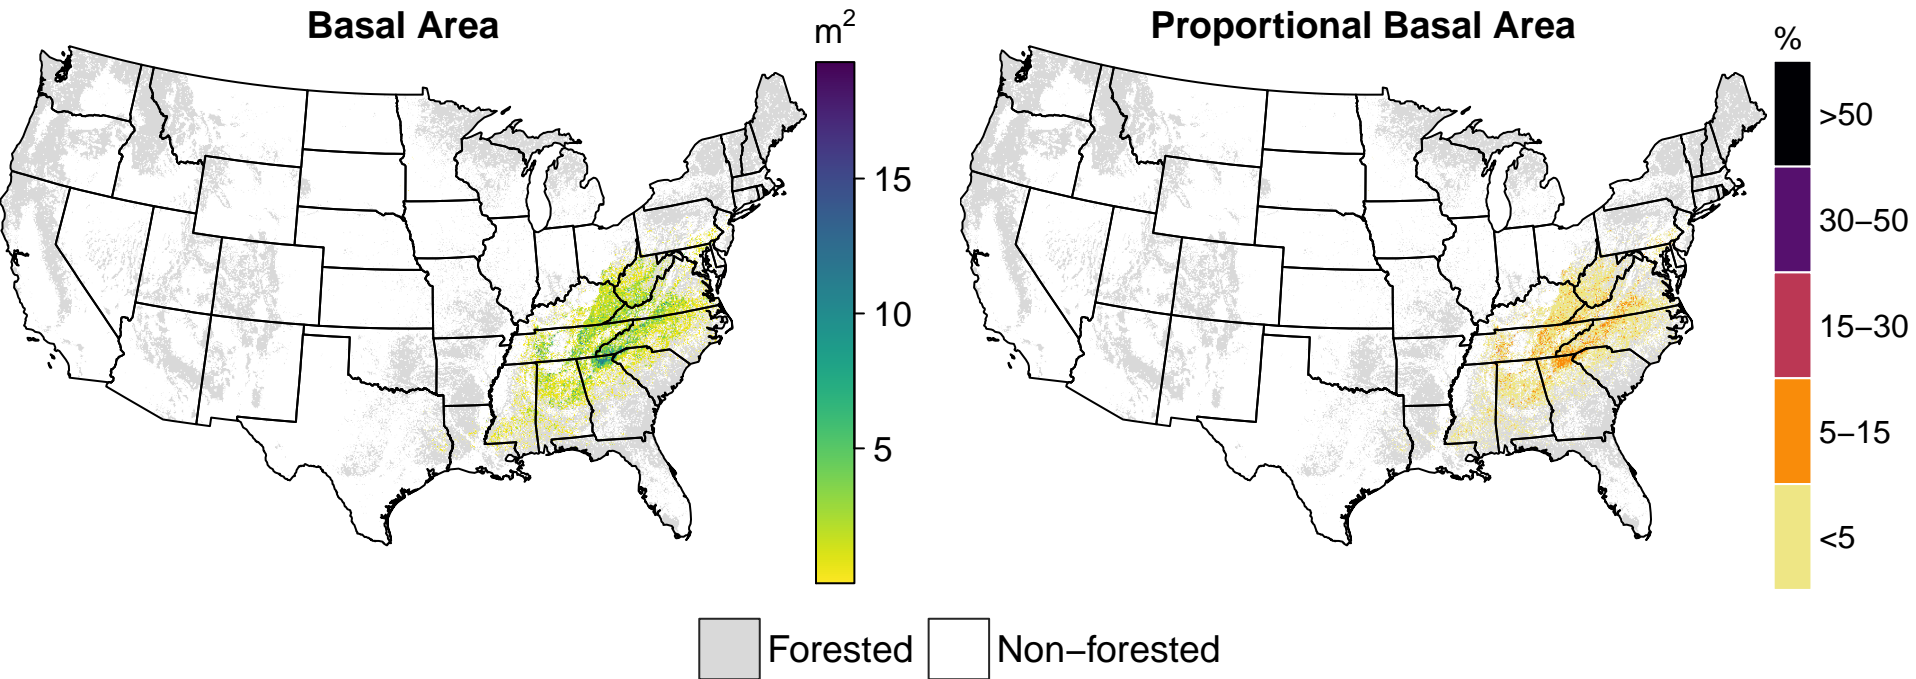 Basal Area
m²
15
10
5
Proportional Basal Area
%
>50
30–50
15–30
5–15
<5
Forested
Non–forested